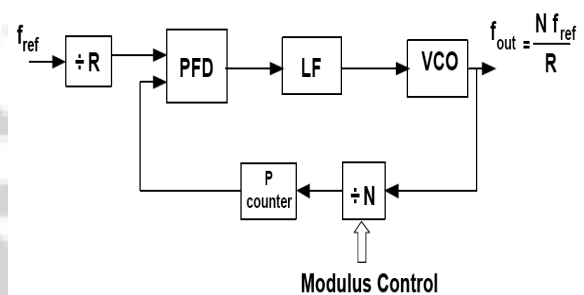 f_ref
÷R
PFD
LF
VCO
f_out = N f_ref / R
P
counter
÷N
Modulus Control